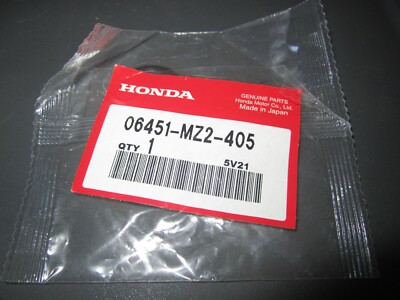 HONDA
GENUINE PARTS
Honda Motor Co., Ltd.
Made in Japan
06451-MZ2-405
QTY 1
5V21